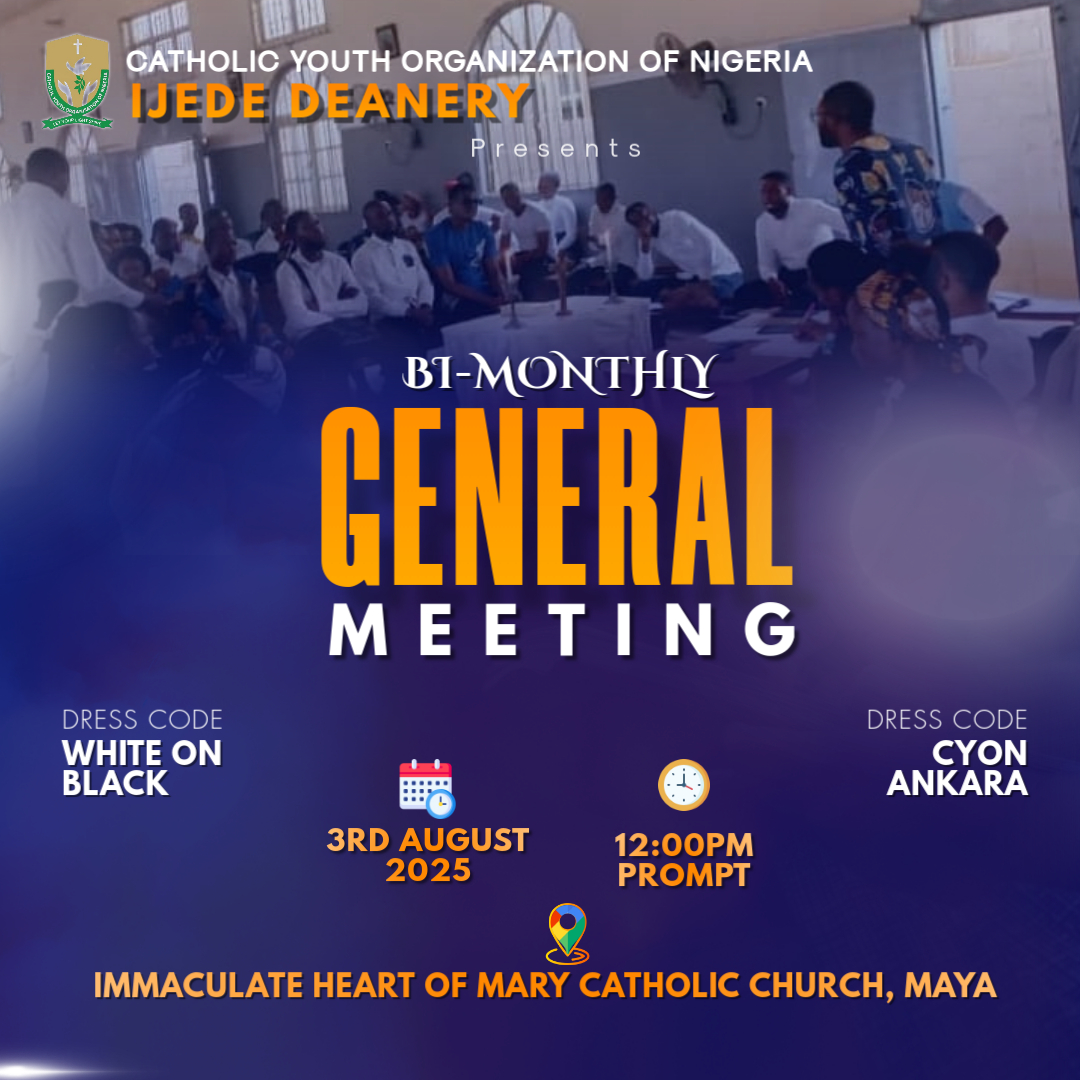 CATHOLIC YOUTH ORGANIZATION OF NIGERIA
IJEDE DEANERY
Presents
BI-MONTHLY
GENERAL
MEETING
DRESS CODE
WHITE ON
BLACK
DRESS CODE
CYON
ANKARA
3RD AUGUST
2025
12:00PM
PROMPT
IMMACULATE HEART OF MARY CATHOLIC CHURCH, MAYA